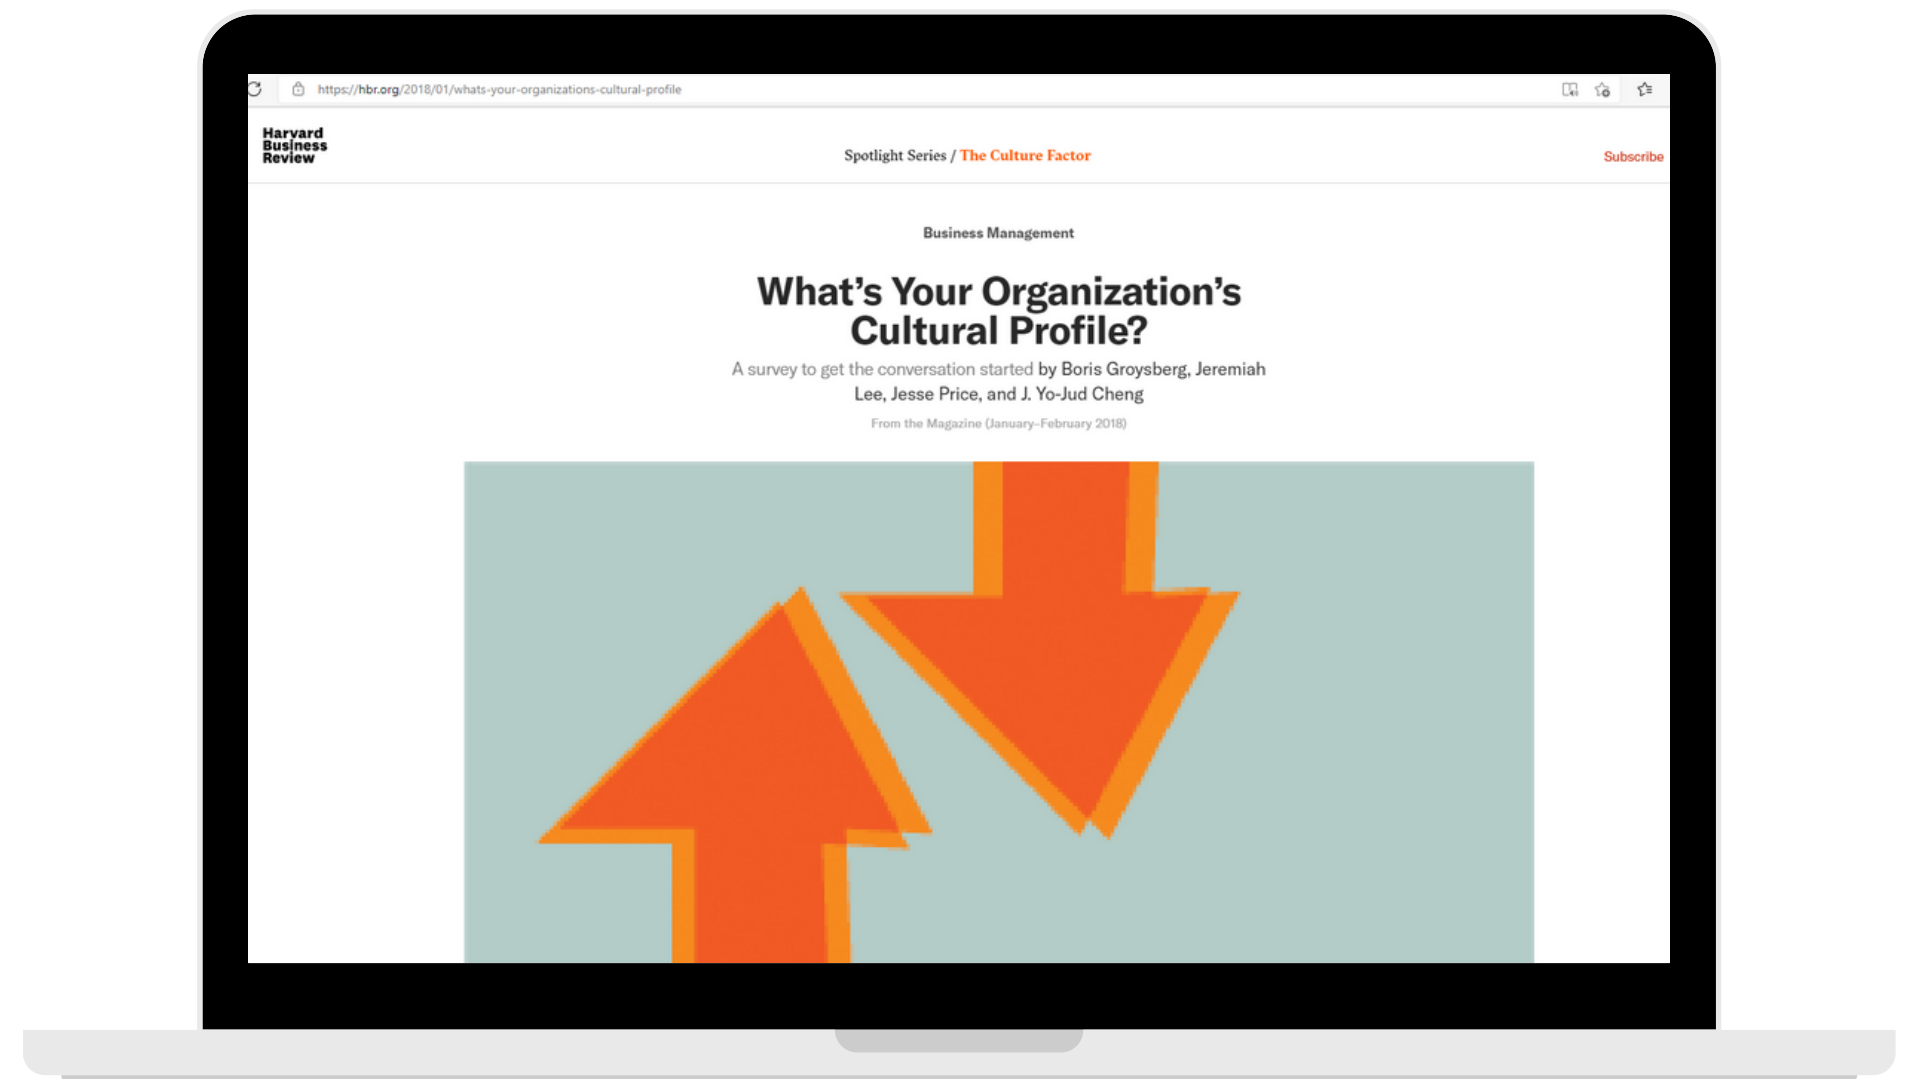 https://hbr.org/2018/01/whats-your-organizations-cultural-profile
Harvard
Business
Review
Spotlight Series / The Culture Factor
Subscribe
Business Management
What's Your Organization's
Cultural Profile?
A survey to get the conversation started by Boris Groysberg, Jeremiah
Lee, Jesse Price, and J. Yo-Jud Cheng
From the Magazine (January–February 2018)